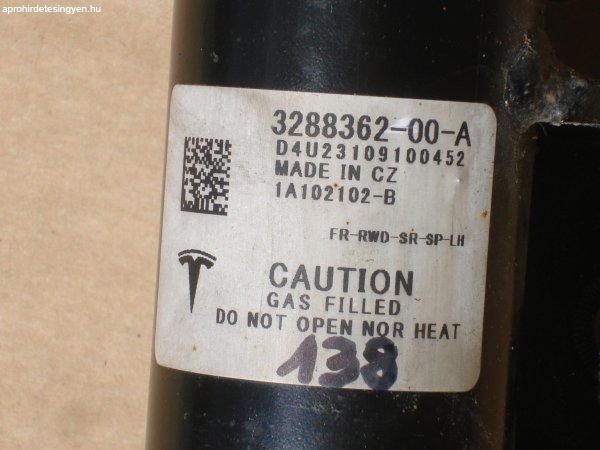 aprohirdetesingyen.hu
3288362-00-A
D4U23109100452
MADE IN CZ
1A102102-B
FR-RWD-SR-SP-LH
CAUTION
GAS FILLED
DO NOT OPEN NOR HEAT
138